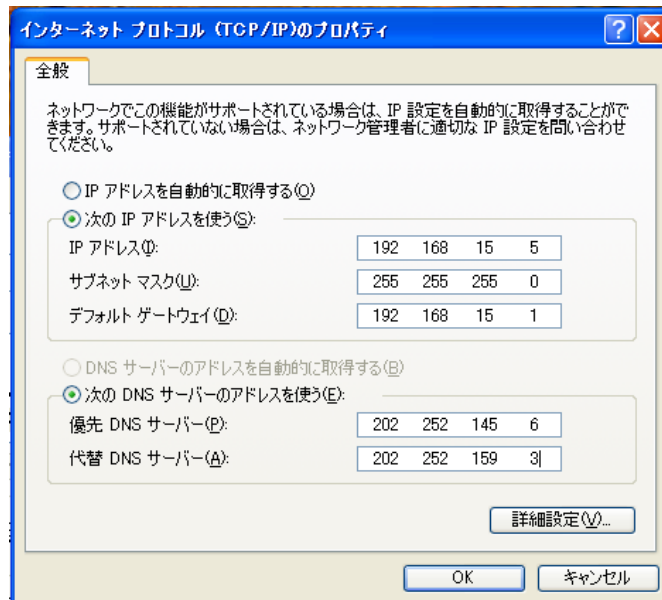 インターネット プロトコル (TCP/IP)のプロパティ
全般
ネットワークでこの機能がサポートされている場合は、IP 設定を自動的に取得することがで
きます。サポートされていない場合は、ネットワーク管理者に適切な IP 設定を問い合わせ
てください。
IP アドレスを自動的に取得する(O)
次の IP アドレスを使う(S):
IP アドレス(I): 192 168 15 5
サブネット マスク(U): 255 255 255 0
デフォルト ゲートウェイ(D): 192 168 15 1
DNS サーバーのアドレスを自動的に取得する(B)
次の DNS サーバーのアドレスを使う(E):
優先 DNS サーバー(P): 202 252 145 6
代替 DNS サーバー(A): 202 252 159 3
詳細設定(V)...
OK キャンセル